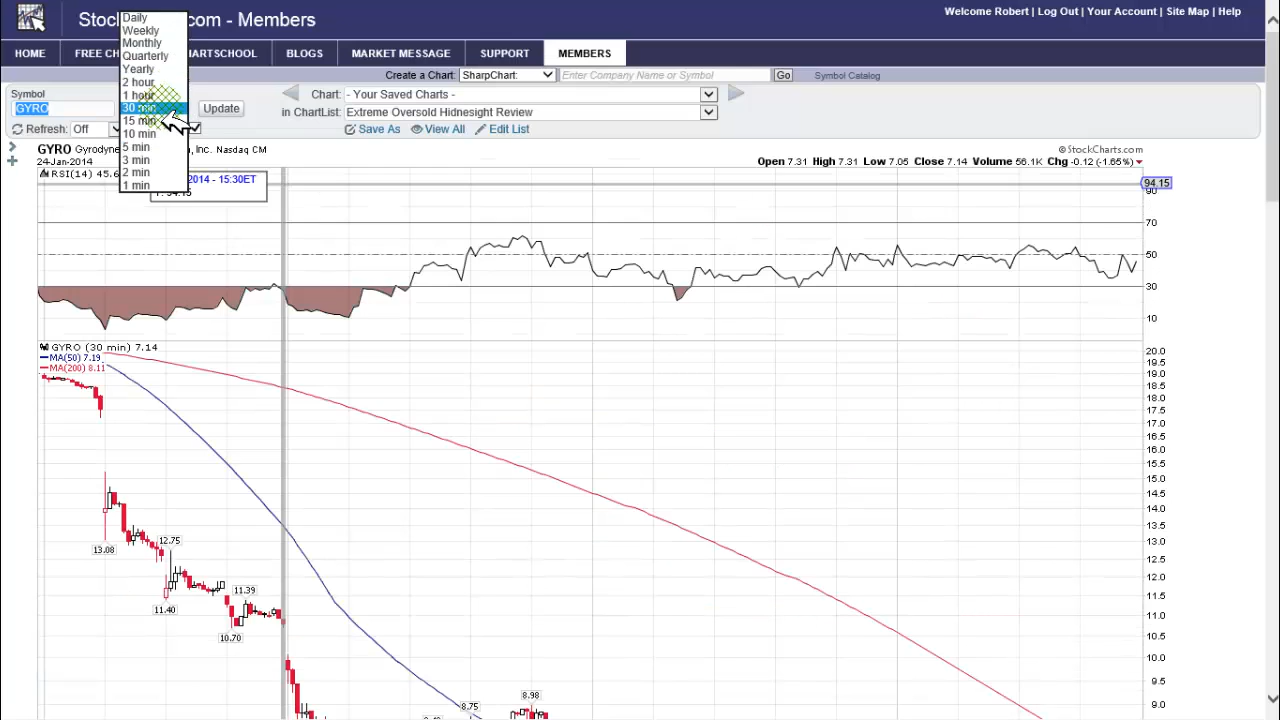 Daily
Stoc com - Members
Welcome Robert | Log Out | Your Account | Site Map | Help
Weekly
Monthly
HOME FREE CH HARTSCHOOL BLOGS MARKET MESSAGE SUPPORT MEMBERS
Quarterly
Yearly
Create a Chart: SharpChart: Enter Company Name or Symbol Go Symbol Catalog
2 hour
Symbol 1 hour Chart: - Your Saved Charts -
GYRO 30 min Update in ChartList: Extreme Oversold Hidnesight Review
15 min
Refresh: Off 10 min Save As View All Edit List
5 min
GYRO Gyrodyne , Inc. Nasdaq CM © StockCharts.com
3 min
24-Jan-2014 Open 7.31 High 7.31 Low 7.05 Close 7.14 Volume 56.1K Chg -0.12 (-1.65%)
2 min
RSI(14) 45.6 2014 - 15:30ET
1 min
Y: 94.15
94.15
90
70
50
30
10
GYRO (30 min) 7.14
MA(50) 7.19
MA(200) 8.11
20.0
19.5
19.0
18.5
18.0
17.5
17.0
16.5
16.0
15.5
15.0
14.5
14.0
13.5
13.0
12.5
12.0
11.5
11.0
10.5
10.0
9.5
9.0
13.08
12.75
11.40
11.39
10.70
8.98
8.75